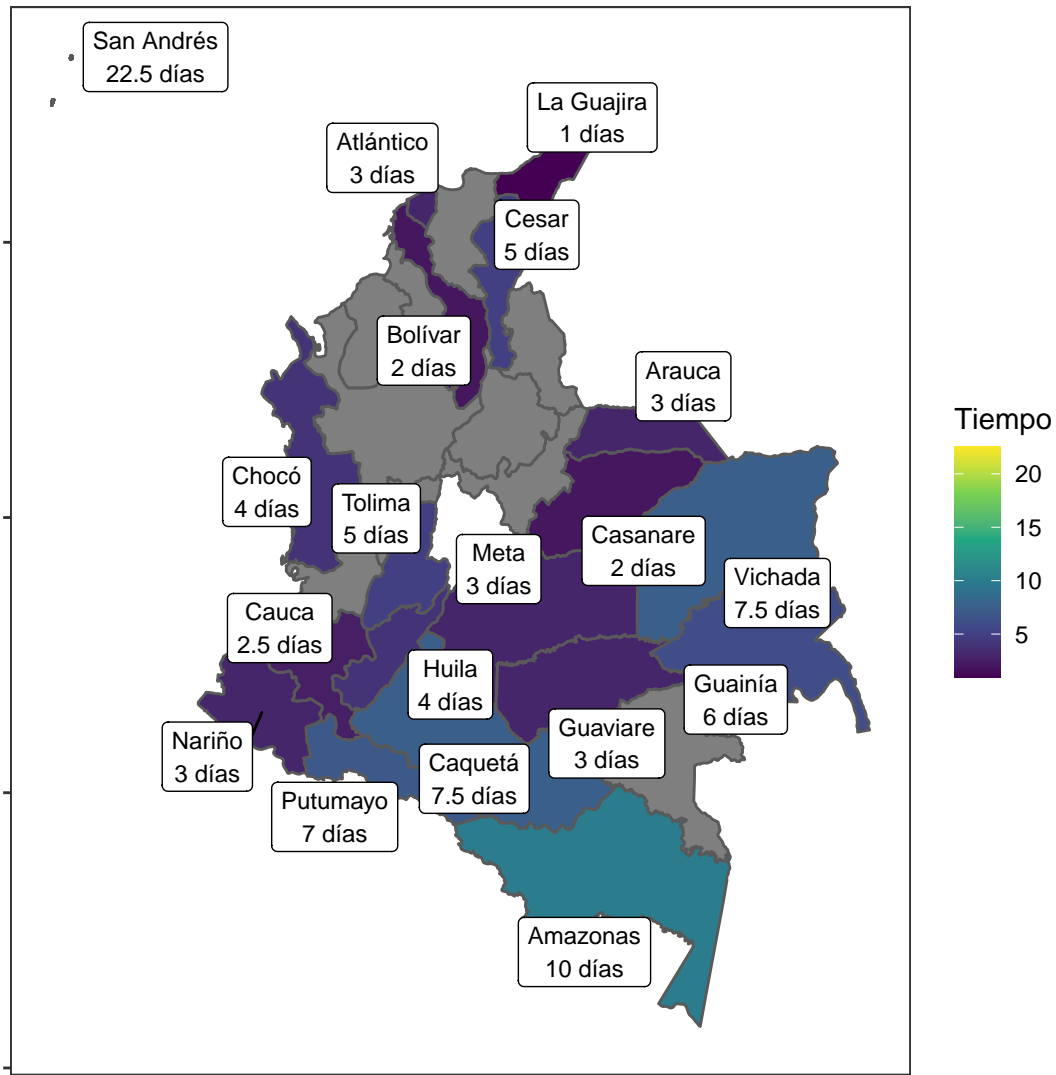 San Andrés
22.5 días
La Guajira
1 días
Atlántico
3 días
Cesar
5 días
Bolívar
2 días
Arauca
3 días
Chocó
4 días
Tolima
5 días
Meta
3 días
Casanare
2 días
Vichada
7.5 días
Cauca
2.5 días
Huila
4 días
Guainía
6 días
Nariño
3 días
Guaviare
3 días
Caquetá
7.5 días
Putumayo
7 días
Amazonas
10 días
Tiempo
20
15
10
5